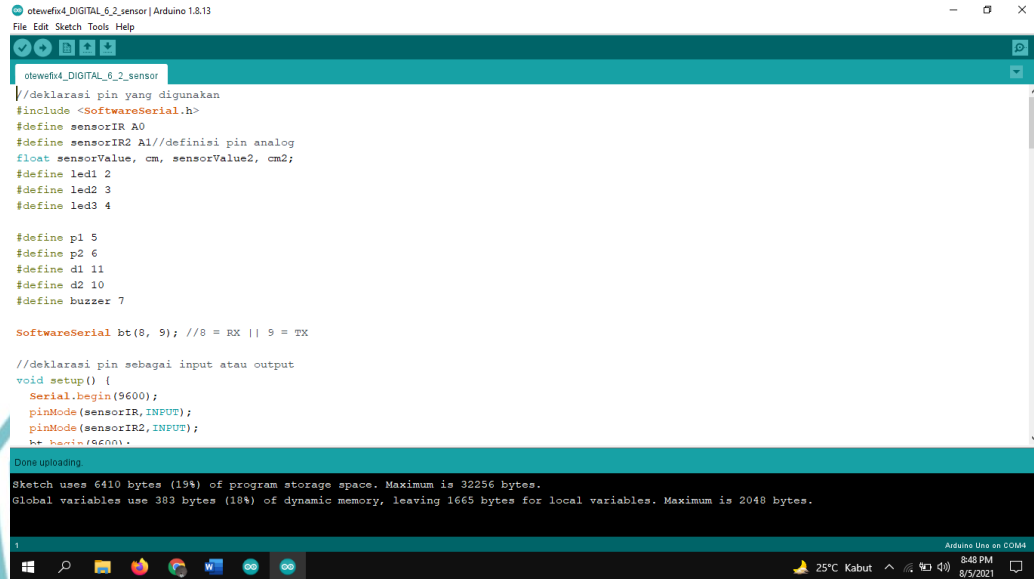 otewefix4_DIGITAL_6_2_sensor | Arduino 1.8.13
File Edit Sketch Tools Help
otewefix4_DIGITAL_6_2_sensor
//deklarasi pin yang digunakan
#include <SoftwareSerial.h>
#define sensorIR A0
#define sensorIR2 A1//definisi pin analog
float sensorValue, cm, sensorValue2, cm2;
#define led1 2
#define led2 3
#define led3 4
#define p1 5
#define p2 6
#define d1 11
#define d2 10
#define buzzer 7
SoftwareSerial bt(8, 9); //8 = RX || 9 = TX
//deklarasi pin sebagai input atau output
void setup() {
Serial.begin(9600);
pinMode(sensorIR,INPUT);
pinMode(sensorIR2,INPUT);
bt.begin(9600);
Done uploading.
Sketch uses 6410 bytes (19%) of program storage space. Maximum is 32256 bytes.
Global variables use 383 bytes (18%) of dynamic memory, leaving 1665 bytes for local variables. Maximum is 2048 bytes.
1
Arduino Uno on COM4
25°C Kabut
8:48 PM
8/5/2021